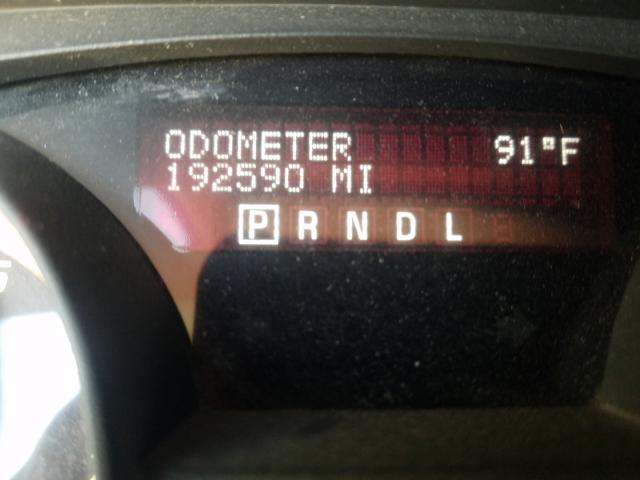 ODOMETER 91°F
192590 MI
P R N D L